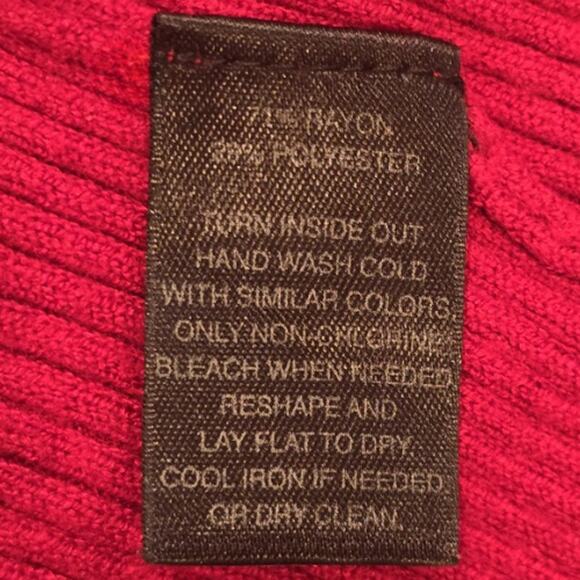 71% RAYON
29% POLYESTER
TURN INSIDE OUT
HAND WASH COLD
WITH SIMILAR COLORS
ONLY NON-CHLORINE
BLEACH WHEN NEEDED
RESHAPE AND
LAY FLAT TO DRY.
COOL IRON IF NEEDED
OR DRY CLEAN.